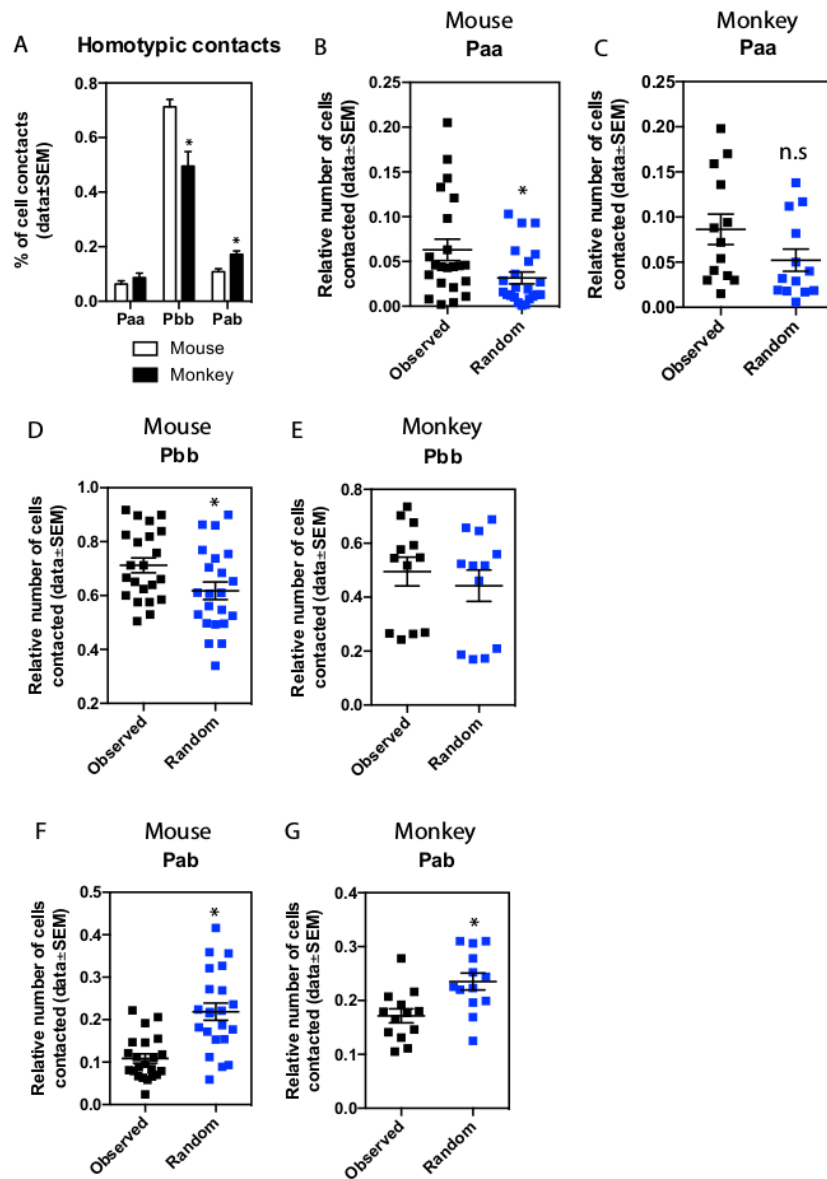 A
Homotypic contacts
% of cell conctacts
(data±SEM)
0.8
0.6
0.4
0.2
0.0
*
*
Paa
Pbb
Pab
Mouse
Monkey
B
Mouse
Paa
Relative number of cells
contacted (data±SEM)
0.25
0.20
0.15
0.10
0.05
0.00
*
Observed
Random
C
Monkey
Paa
Relative number of cells
contacted (data±SEM)
0.25
0.20
0.15
0.10
0.05
0.00
n.s
Observed
Random
D
Mouse
Pbb
Relative number of cells
contacted (data±SEM)
1.0
0.8
0.6
0.4
0.2
*
Observed
Random
E
Monkey
Pbb
Relative number of cells
contacted (data±SEM)
0.8
0.6
0.4
0.2
0.0
Observed
Random
F
Mouse
Pab
Relative number of cells
contacted (data±SEM)
0.5
0.4
0.3
0.2
0.1
0.0
*
Observed
Random
G
Monkey
Pab
Relative number of cells
contacted (data±SEM)
0.4
0.3
0.2
0.1
0.0
*
Observed
Random